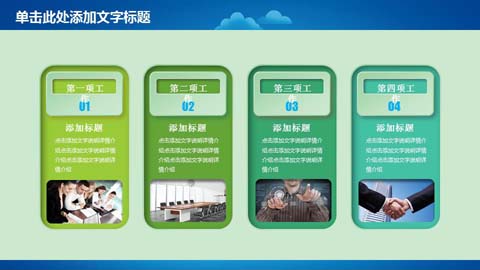 单击此处添加文字标题
第一项工作
01
添加标题
点击添加文字说明详情介
绍点击添加文字说明详情
介绍点击添加文字说明详
情介绍
第二项工作
02
添加标题
点击添加文字说明详情介
绍点击添加文字说明详情
介绍点击添加文字说明详
情介绍
第三项工作
03
添加标题
点击添加文字说明详情介
绍点击添加文字说明详情
介绍点击添加文字说明详
情介绍
第四项工作
04
添加标题
点击添加文字说明详情介
绍点击添加文字说明详情
介绍点击添加文字说明详
情介绍